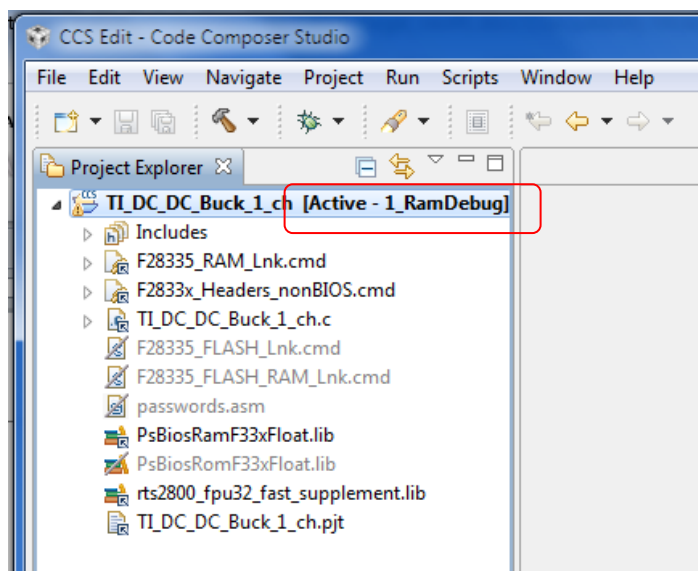 CCS Edit - Code Composer Studio
File Edit View Navigate Project Run Scripts Window Help
Project Explorer
TI_DC_DC_Buck_1_ch [Active - 1_RamDebug]
Includes
F28335_RAM_Lnk.cmd
F2833x_Headers_nonBIOS.cmd
TI_DC_DC_Buck_1_ch.c
F28335_FLASH_Lnk.cmd
F28335_FLASH_RAM_Lnk.cmd
passwords.asm
PsBiosRamF33xFloat.lib
PsBiosRomF33xFloat.lib
rts2800_fpu32_fast_supplement.lib
TI_DC_DC_Buck_1_ch.pjt